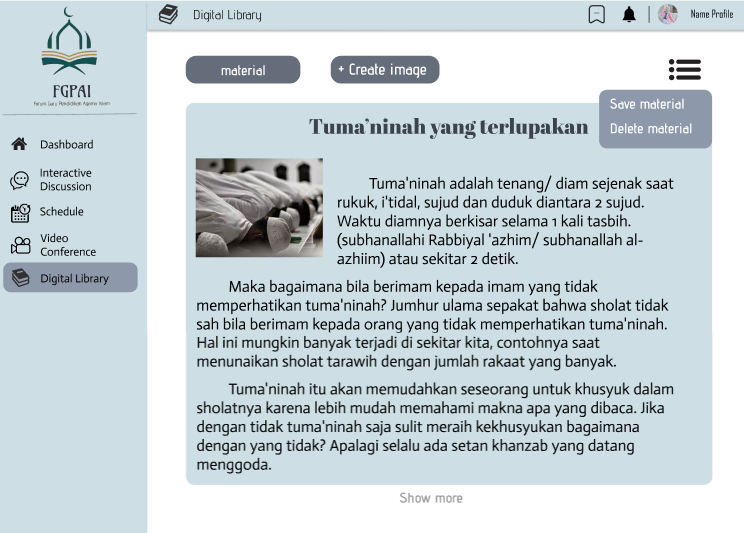 FGPAI
Forum Guru Pendidikan Agama Islam
Dashboard
Interactive
Discussion
Schedule
Video
Conference
Digital Library
Digital Library
Name Profile
material
+ Create image
Save material
Delete material
Tuma'ninah yang terlupakan
Tuma'ninah adalah tenang/ diam sejenak saat
rukuk, i'tidal, sujud dan duduk diantara 2 sujud.
Waktu diamnya berkisar selama 1 kali tasbih.
(subhanallahi Rabbiyal 'azhim/ subhanallah al-
azhiim) atau sekitar 2 detik.
Maka bagaimana bila berimam kepada imam yang tidak
memperhatikan tuma'ninah? Jumhur ulama sepakat bahwa sholat tidak
sah bila berimam kepada orang yang tidak memperhatikan tuma'ninah.
Hal ini mungkin banyak terjadi di sekitar kita, contohnya saat
menunaikan sholat tarawih dengan jumlah rakaat yang banyak.
Tuma'ninah itu akan memudahkan seseorang untuk khusyuk dalam
sholatnya karena lebih mudah memahami makna apa yang dibaca. Jika
dengan tidak tuma'ninah saja sulit meraih kekhusyukan bagaimana
dengan yang tidak? Apalagi selalu ada setan khanzab yang datang
menggoda.
Show more